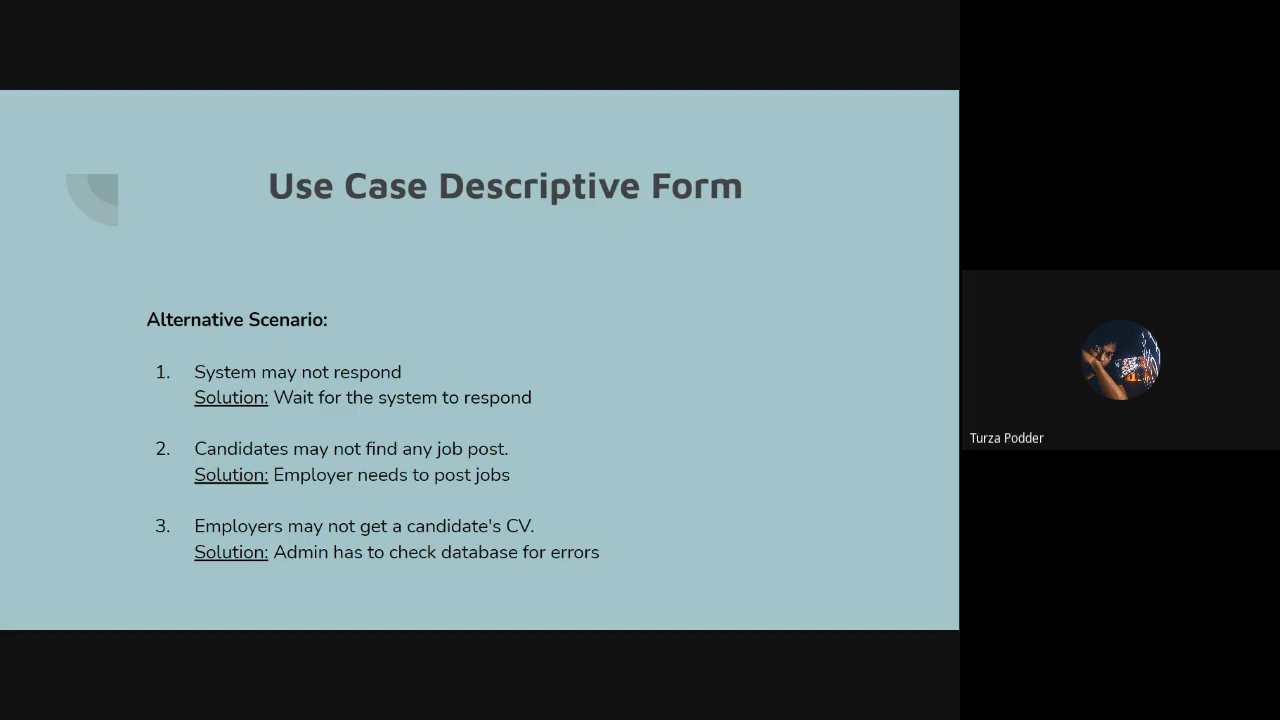 Use Case Descriptive Form
Alternative Scenario:
1. System may not respond
Solution: Wait for the system to respond
2. Candidates may not find any job post.
Solution: Employer needs to post jobs
3. Employers may not get a candidate's CV.
Solution: Admin has to check database for errors
Turza Podder